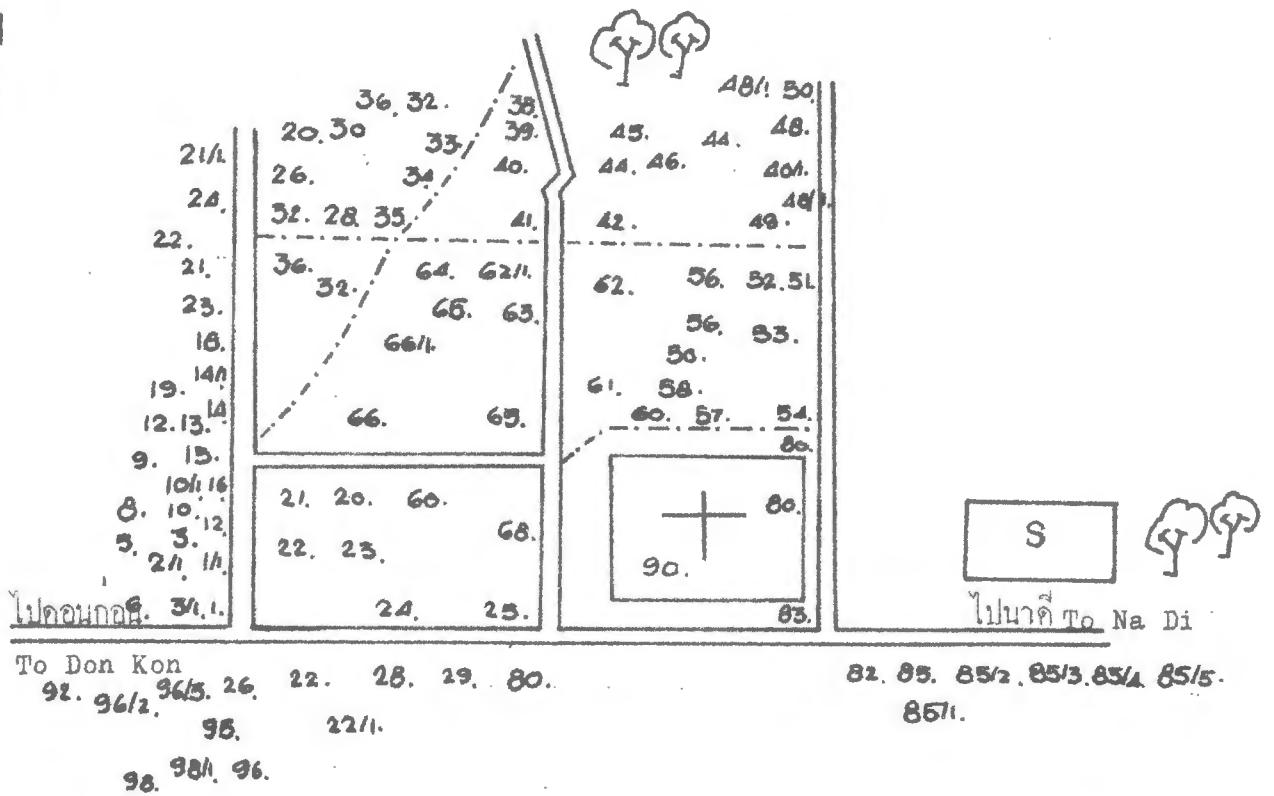 48/1. 50.
36. 32. 38.
20. 30 33. 39. 45. 44. 48.
21/1. 26. 34 40. 44. 46. 40/1.
24. 48/1.
32. 28. 35. 41. 42. 49.
22.
21. 36. 32. 64. 62/1. 62. 56. 52. 51.
23. 65. 63. 56. 53.
18. 66/1. 50.
19. 14/1 61. 58.
12. 13. 14 66. 65. 60. 57. 54.
9. 15. 80.
10/1 16 21. 20. 60. 80.
8. 10. 12. 68.
5. 3. 22. 23.
2/1 1/1. 90. S
6. 3/1. 1. 24. 25. 83.
ไปดอนกอน ไปนาดี To Na Di
To Don Kon
92. 96/2. 96/3. 26. 22. 28. 29. 80. 82. 85. 85/2. 85/3. 85/4 85/5.
95. 22/1. 85/1.
98. 98/1. 96.